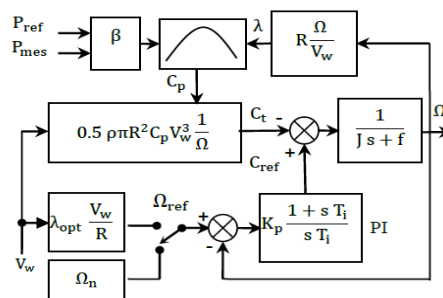 P_ref
P_mes
β
λ
R Ω/V_w
C_p
0.5 ρπR²C_pV_w³ 1/Ω
C_t -
1/(J s + f)
Ω
+
C_ref
λ_opt V_w/R
Ω_ref
+
-
K_p (1 + s T_i)/(s T_i)
PI
V_w
Ω_n